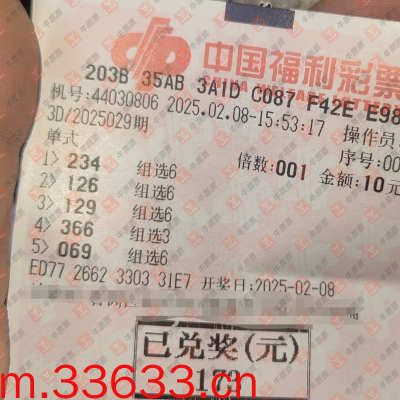 中国福利彩票
203B 35AB 3A1D C087 F42E E98
机号:44030806 2025.02.08-15:53:17 操作员
3D/2025029期 序号:00
单式 倍数:001 金额:10元
1> 234 组选6
2> 126 组选6
3> 129 组选6
4> 366 组选3
5> 069 组选6
ED77 2662 3303 31E7 开奖日:2025-02-08
已兑奖(元)
173
m.33633.cn